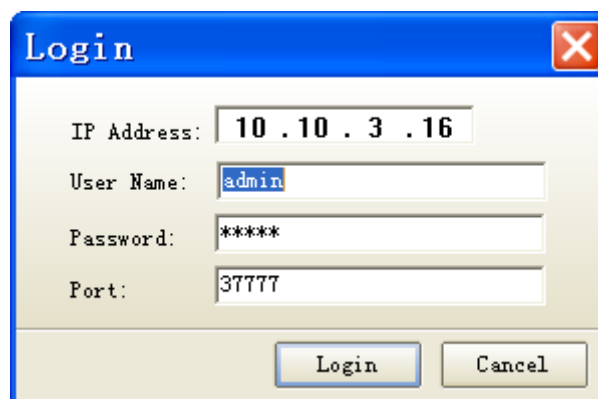 Login
IP Address: 10 .10 . 3 .16
User Name: admin
Password: *****
Port: 37777
Login Cancel